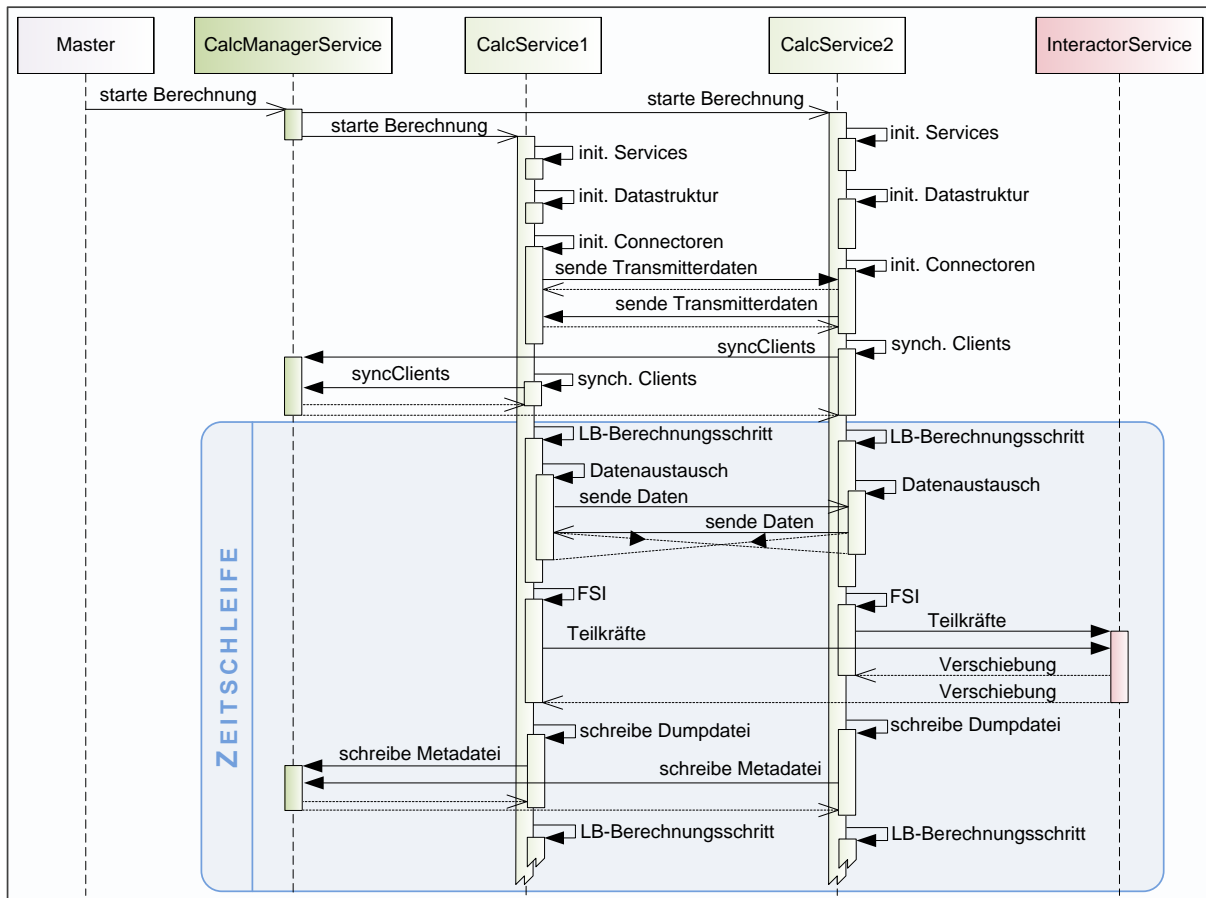 Master
CalcManagerService
CalcService1
CalcService2
InteractorService
starte Berechnung
starte Berechnung
starte Berechnung
init. Services
init. Services
init. Datastruktur
init. Datastruktur
init. Connectoren
init. Connectoren
sende Transmitterdaten
sende Transmitterdaten
synch. Clients
syncClients
syncClients
synch. Clients
LB-Berechnungsschritt
LB-Berechnungsschritt
Datenaustausch
Datenaustausch
sende Daten
sende Daten
FSI
FSI
Teilkräfte
Teilkräfte
Verschiebung
Verschiebung
schreibe Dumpdatei
schreibe Dumpdatei
schreibe Metadatei
schreibe Metadatei
LB-Berechnungsschritt
LB-Berechnungsschritt
ZEITSCHLEIFE